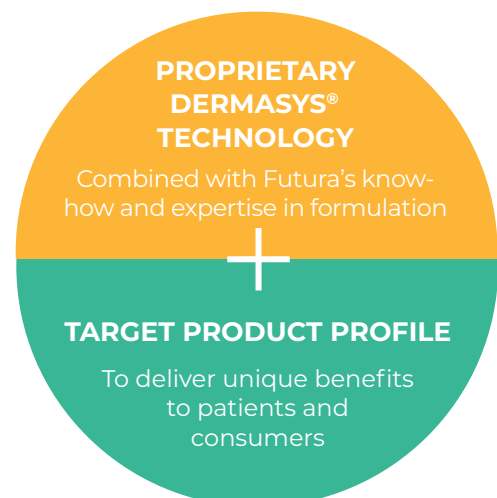 PROPRIETARY
DERMASYS®
TECHNOLOGY
Combined with Futura's know-
how and expertise in formulation
TARGET PRODUCT PROFILE
To deliver unique benefits
to patients and
consumers